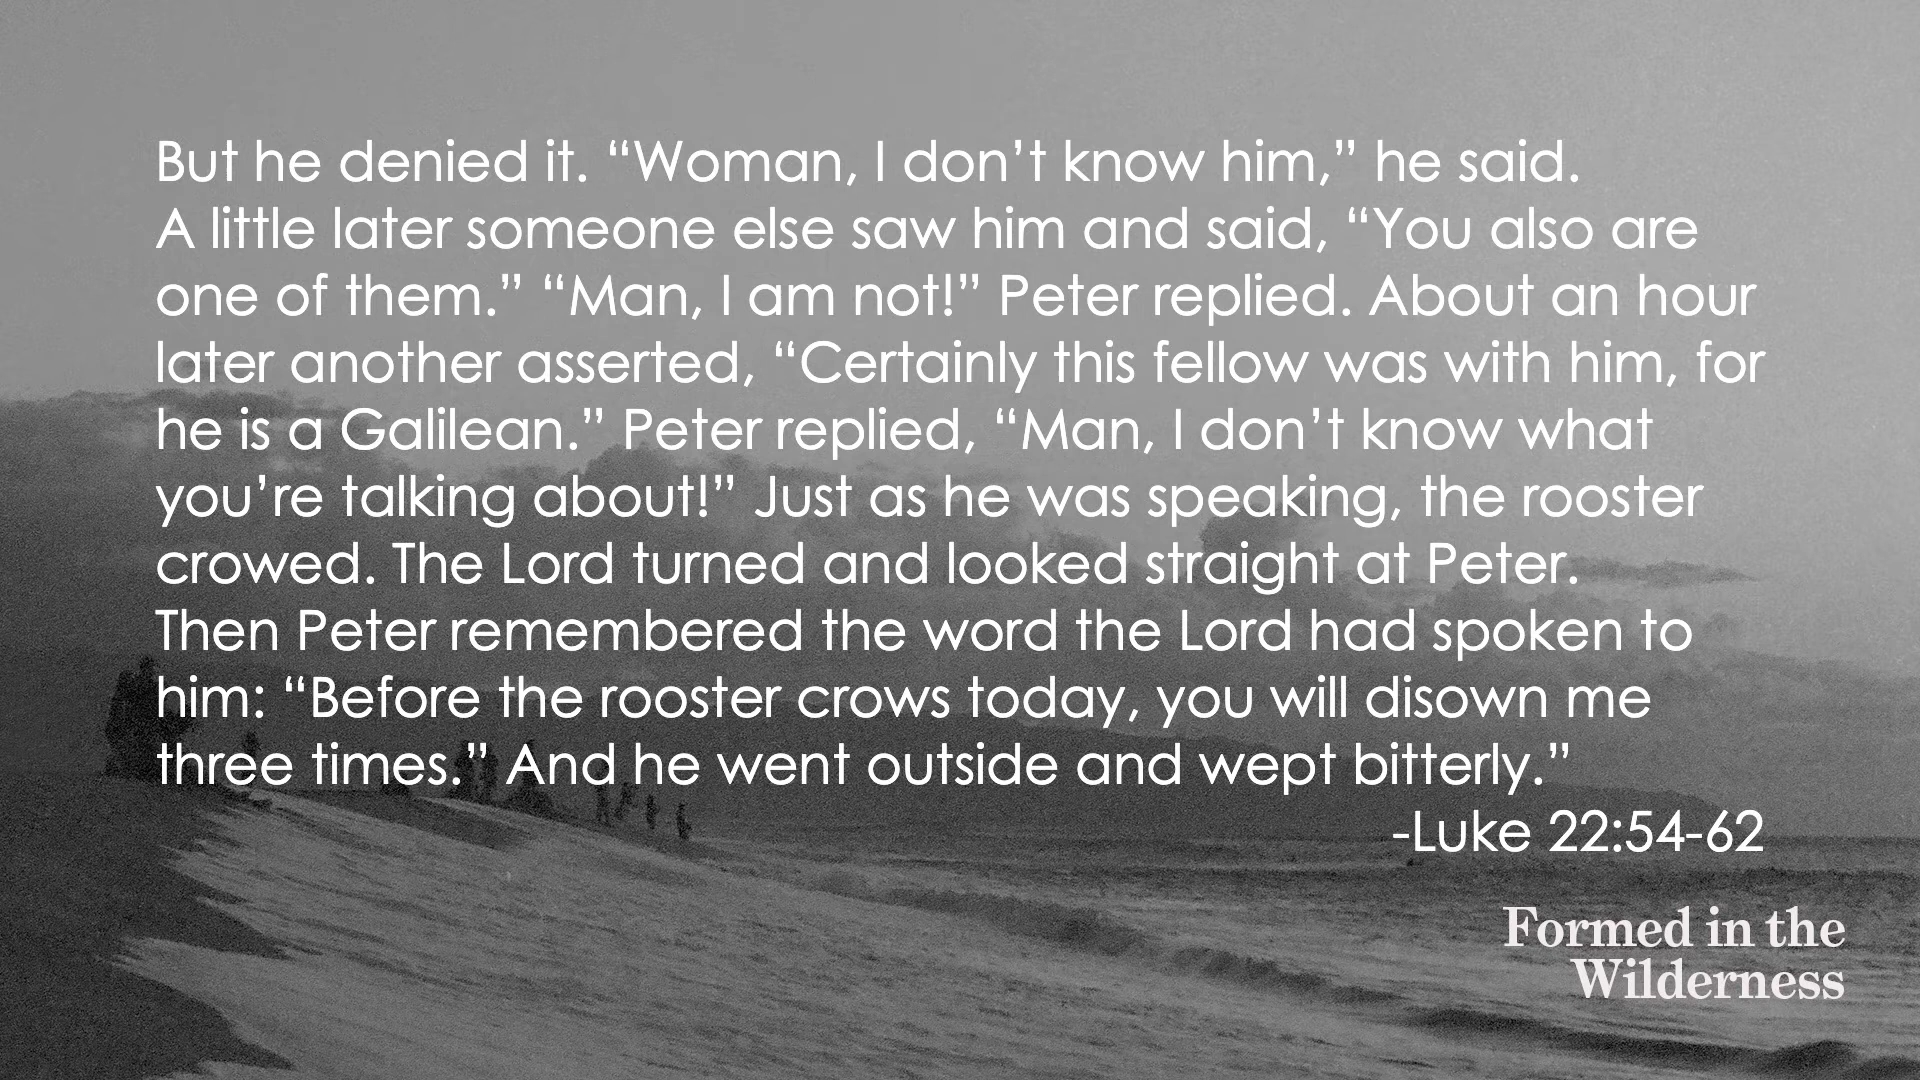 But he denied it. “Woman, I don’t know him,” he said.
A little later someone else saw him and said, “You also are
one of them.” “Man, I am not!” Peter replied. About an hour
later another asserted, “Certainly this fellow was with him, for
he is a Galilean.” Peter replied, “Man, I don’t know what
you’re talking about!” Just as he was speaking, the rooster
crowed. The Lord turned and looked straight at Peter.
Then Peter remembered the word the Lord had spoken to
him: “Before the rooster crows today, you will disown me
three times.” And he went outside and wept bitterly.”
-Luke 22:54-62
Formed in the
Wilderness